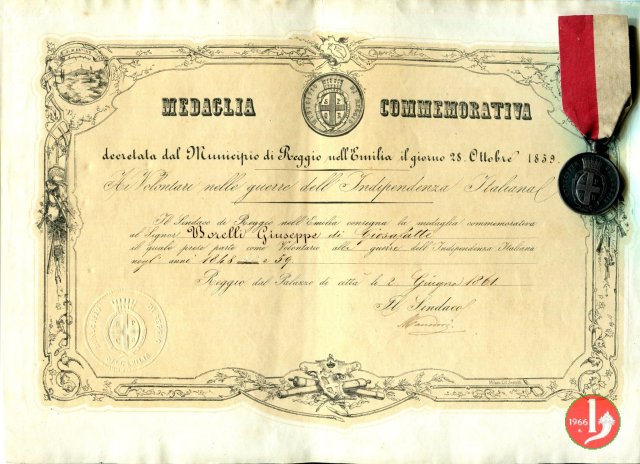 MEDAGLIA COMMEMORATIVA
decretata dal Municipio di Reggio nell'Emilia il giorno 28. Ottobre 1859.
Ai Volontari nelle guerre dell'Indipendenza Italiana
Il Sindaco di Reggio nell'Emilia consegna la medaglia commemorativa
al Signor Borelli Giuseppe di Giosafatte
il quale prese parte come Volontario alle guerre dell'Indipendenza Italiana
negli anni 1848 e 59.
Reggio dal Palazzo di città li 2 Giugno 1861
Il Sindaco
1966